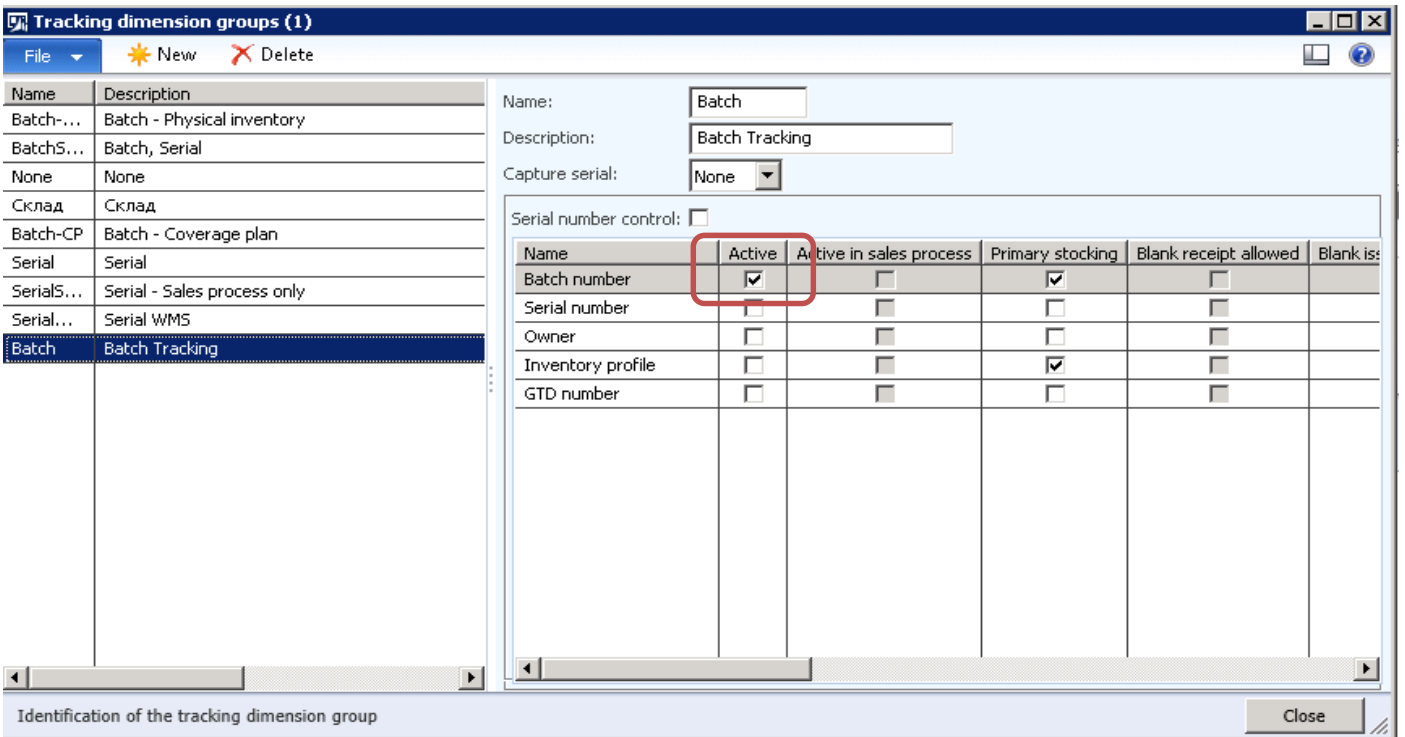 Tracking dimension groups (1)
File New Delete
Name Description
Batch-... Batch - Physical inventory
BatchS... Batch, Serial
None None
Склад Склад
Batch-CP Batch - Coverage plan
Serial Serial
SerialS... Serial - Sales process only
Serial... Serial WMS
Batch Batch Tracking
Name: Batch
Description: Batch Tracking
Capture serial: None
Serial number control:
Name Active Active in sales process Primary stocking Blank receipt allowed Blank iss
Batch number
Serial number
Owner
Inventory profile
GTD number
Identification of the tracking dimension group Close